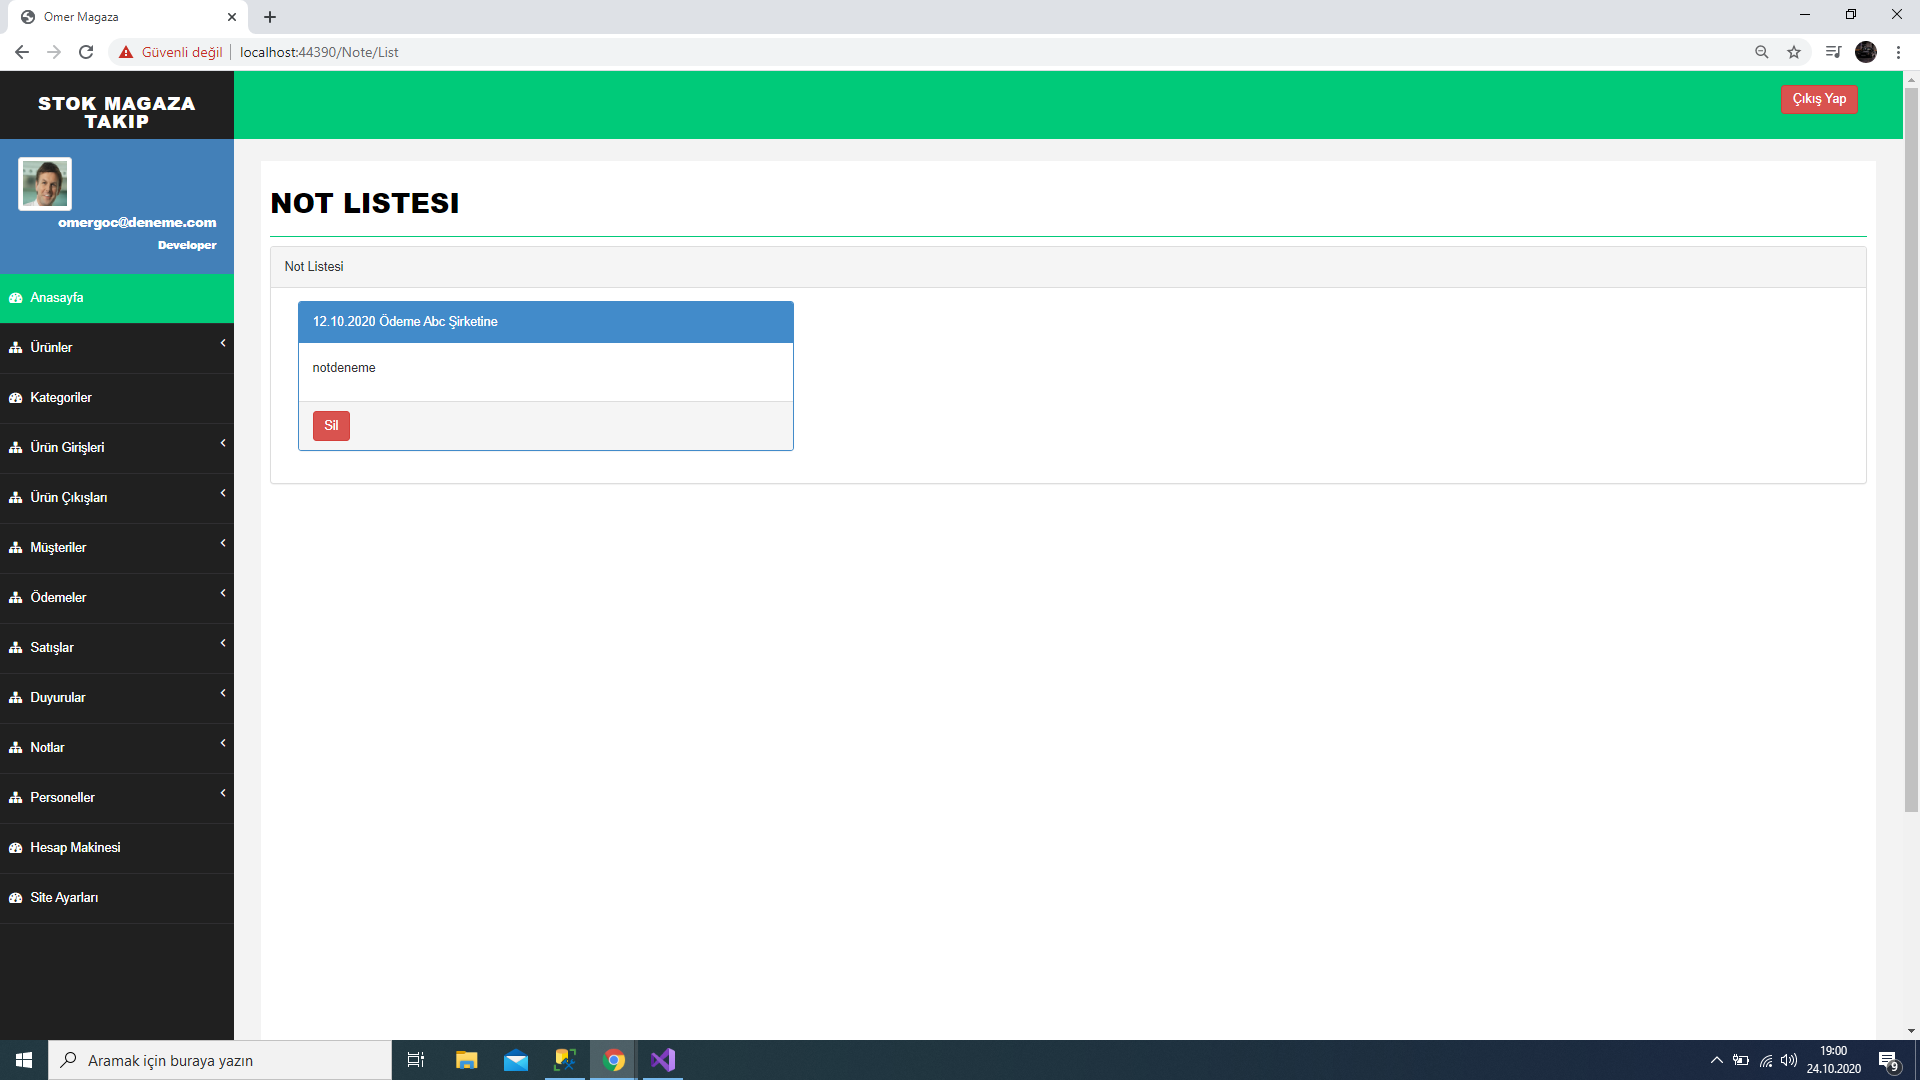 Omer Magaza
Güvenli değil
localhost:44390/Note/List
STOK MAGAZA
TAKIP
Çıkış Yap
omergoc@deneme.com
Developer
Anasayfa
Ürünler
Kategoriler
Ürün Girişleri
Ürün Çıkışları
Müşteriler
Ödemeler
Satışlar
Duyurular
Notlar
Personeller
Hesap Makinesi
Site Ayarları
NOT LISTESI
Not Listesi
12.10.2020 Ödeme Abc Şirketine
notdeneme
Sil
Aramak için buraya yazın
19:00
24.10.2020
9